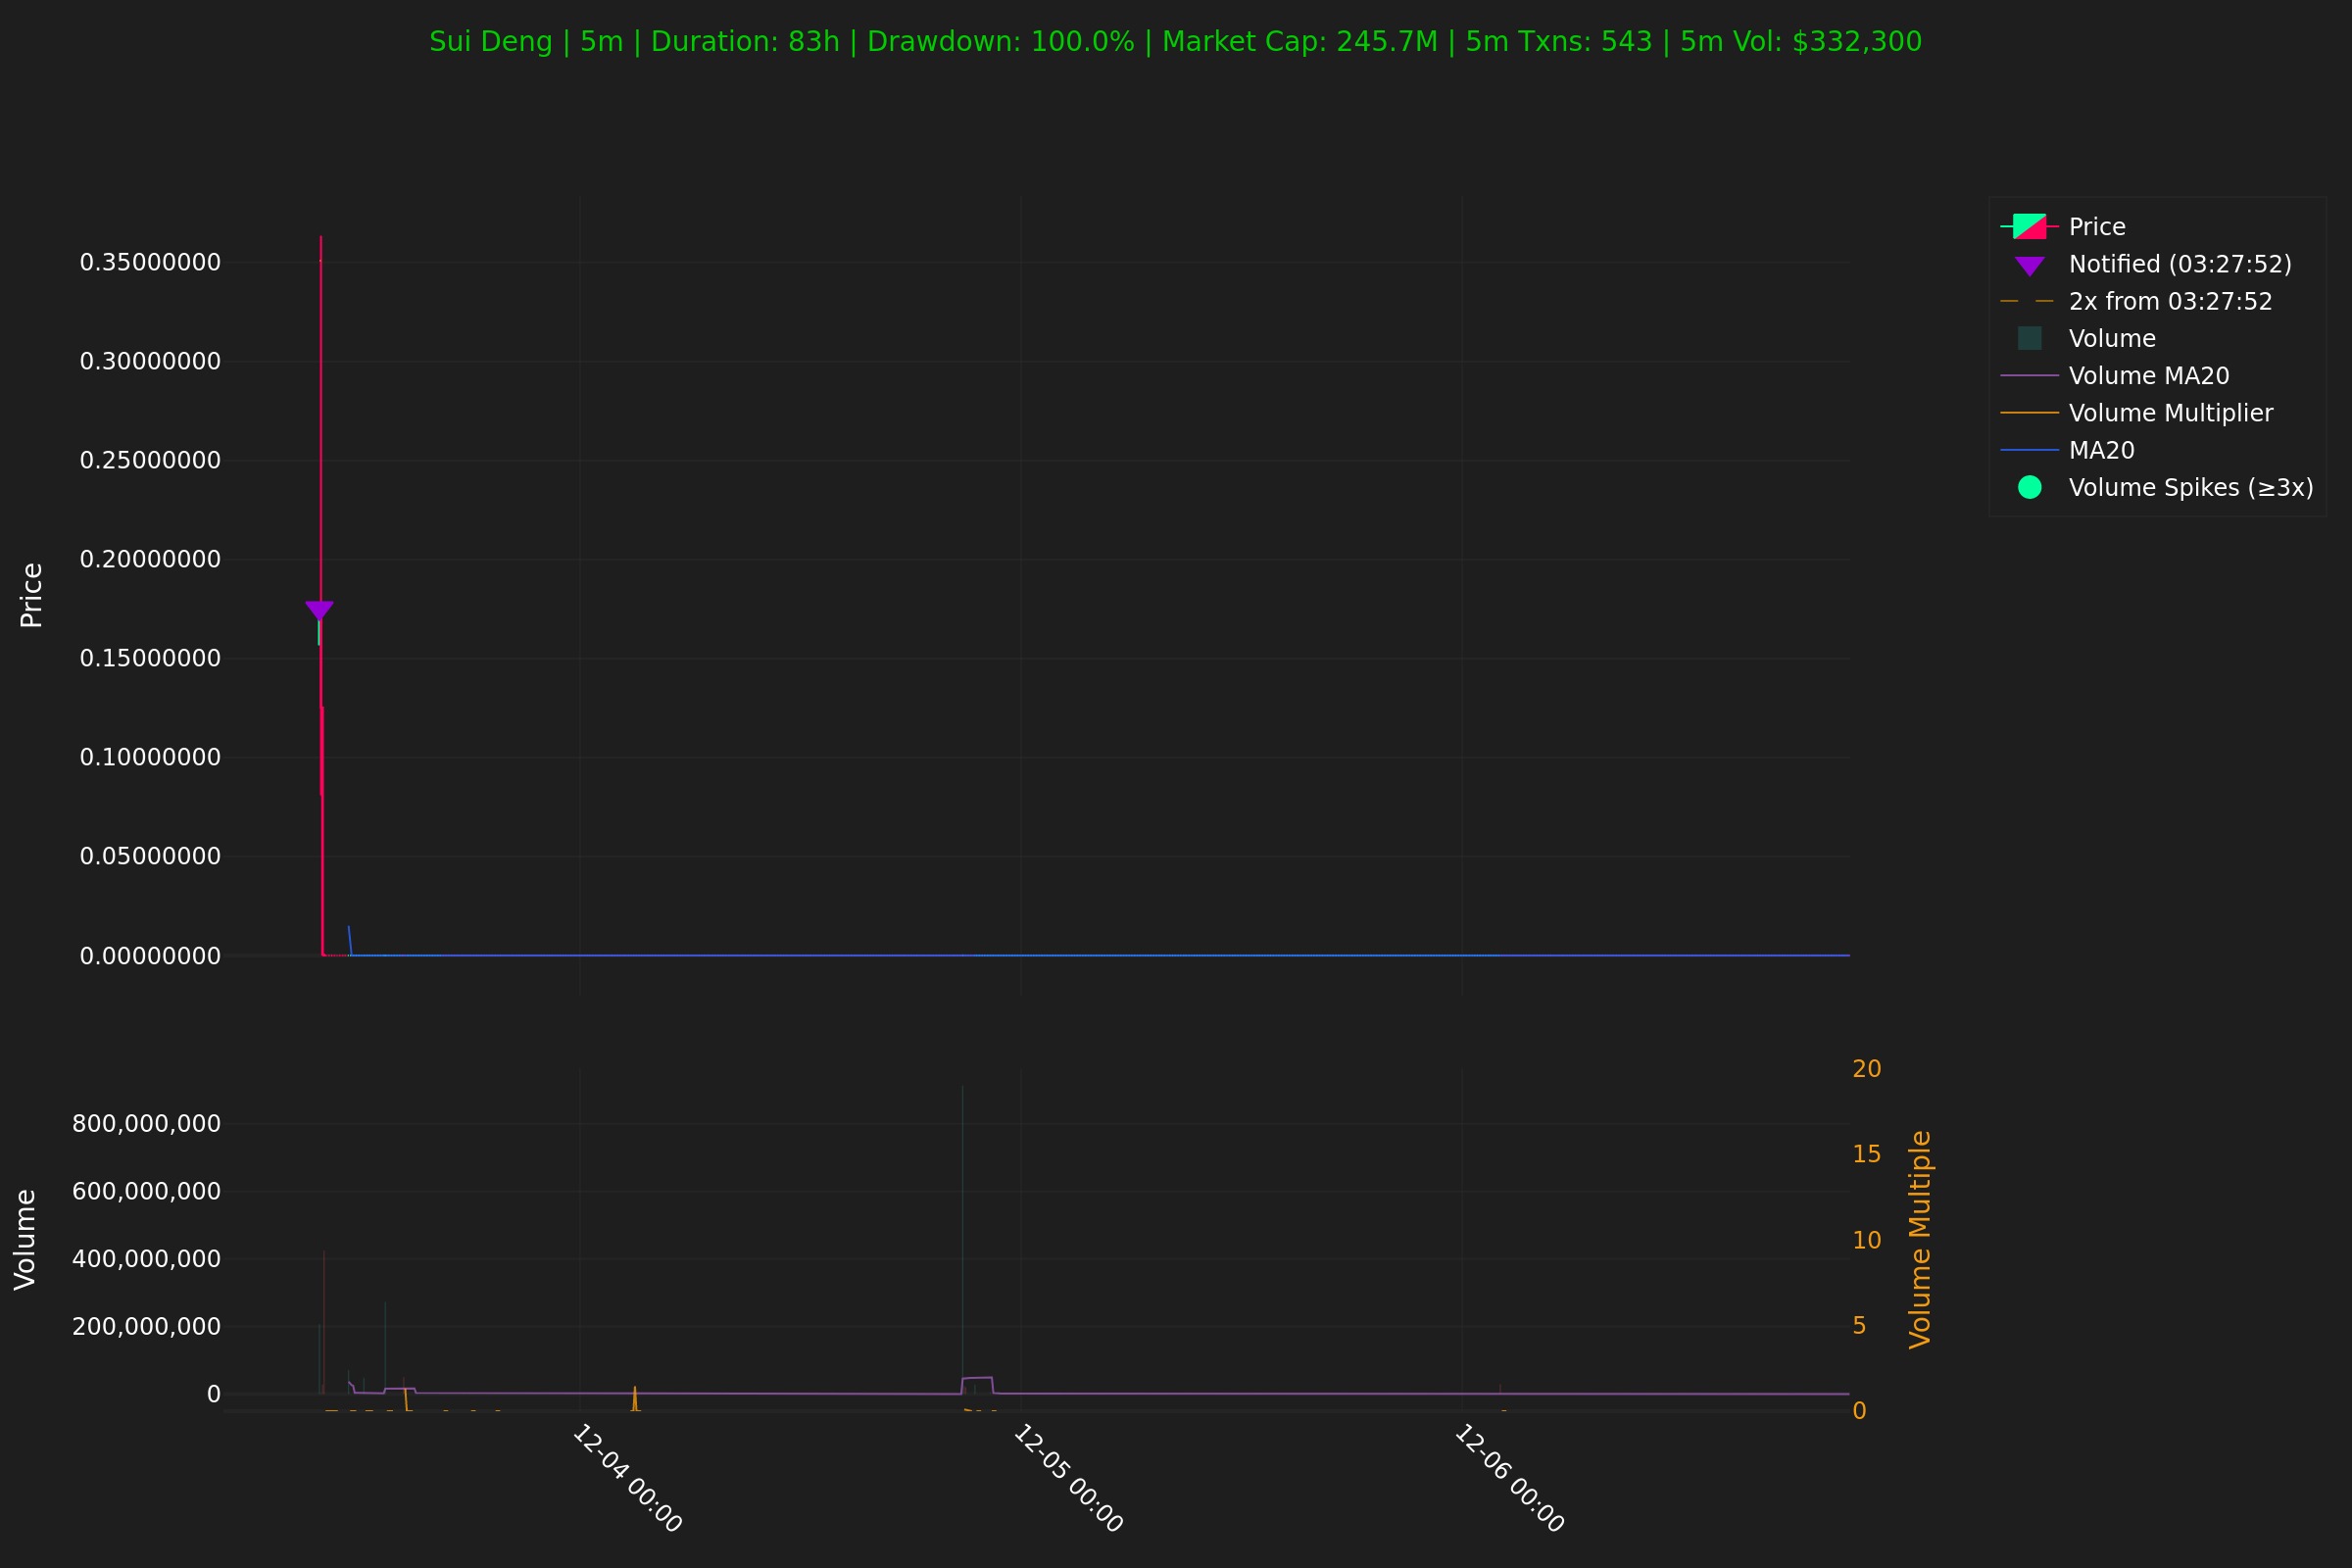 Sui Deng | 5m | Duration: 83h | Drawdown: 100.0% | Market Cap: 245.7M | 5m Txns: 543 | 5m Vol: $332,300
Price
0.35000000
0.30000000
0.25000000
0.20000000
0.15000000
0.10000000
0.05000000
0.00000000
Price
Notified (03:27:52)
2x from 03:27:52
Volume
Volume MA20
Volume Multiplier
MA20
Volume Spikes (≥3x)
Volume
800,000,000
600,000,000
400,000,000
200,000,000
0
20
15
10
5
0
Volume Multiple
12-04 00:00
12-05 00:00
12-06 00:00